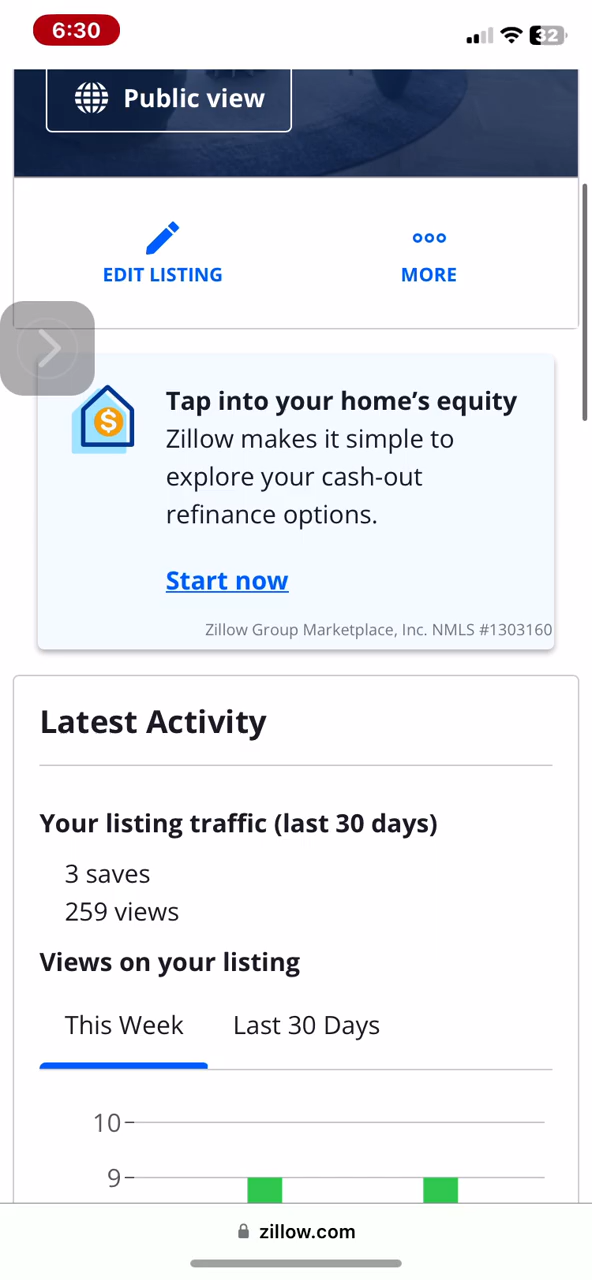 6:30
32
Public view
EDIT LISTING
MORE
Tap into your home’s equity
Zillow makes it simple to
explore your cash-out
refinance options.
Start now
Zillow Group Marketplace, Inc. NMLS #1303160
Latest Activity
Your listing traffic (last 30 days)
3 saves
259 views
Views on your listing
This Week
Last 30 Days
10
9
zillow.com